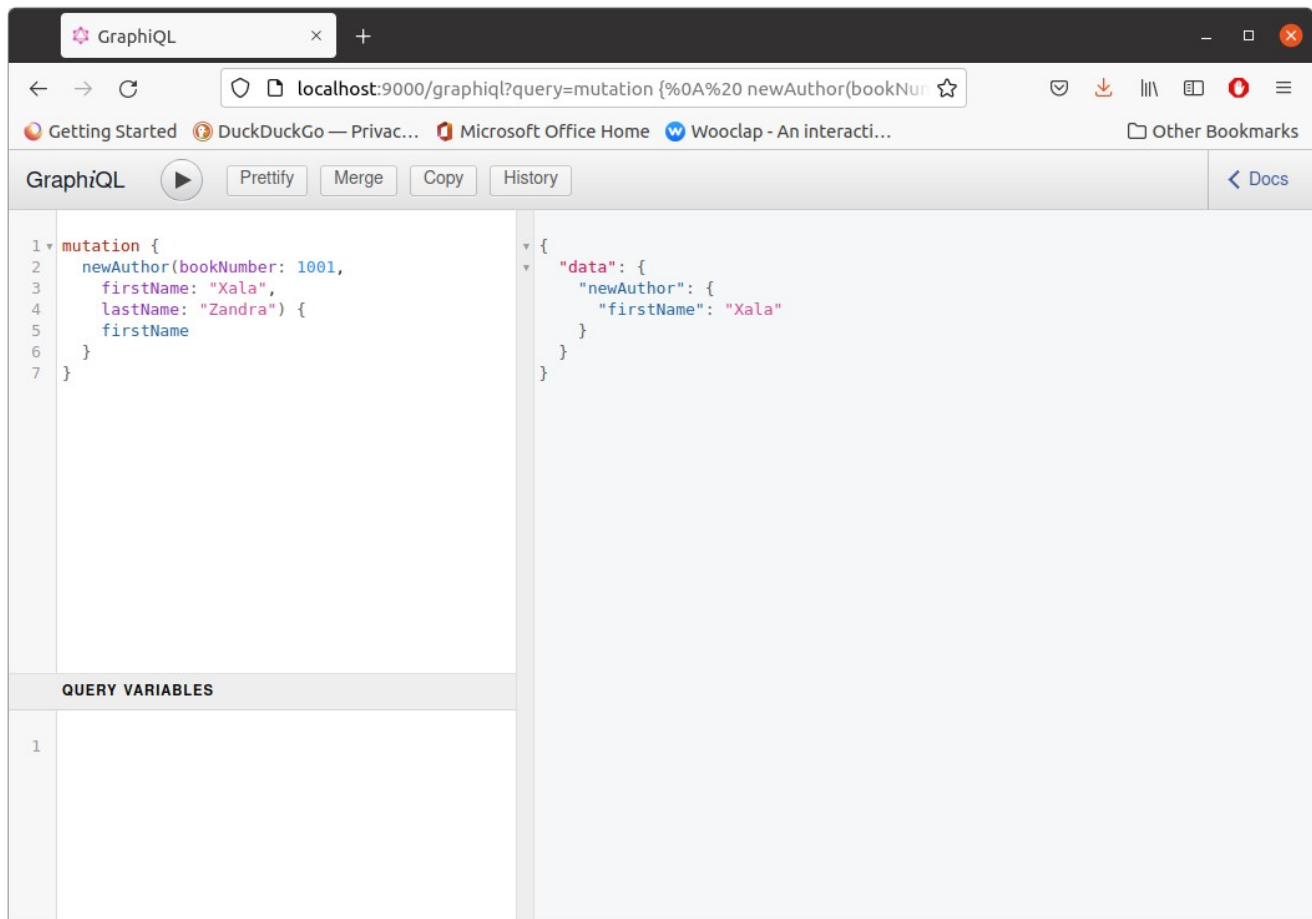 GraphiQL
localhost:9000/graphiql?query=mutation {%0A%20 newAuthor(bookNun
Getting Started DuckDuckGo — Privac... Microsoft Office Home Wooclap - An interacti... Other Bookmarks
GraphiQL Prettify Merge Copy History Docs
1 mutation {
2 newAuthor(bookNumber: 1001,
3 firstName: "Xala",
4 lastName: "Zandra") {
5 firstName
6 }
7 }
QUERY VARIABLES
1
{
"data": {
"newAuthor": {
"firstName": "Xala"
}
}
}